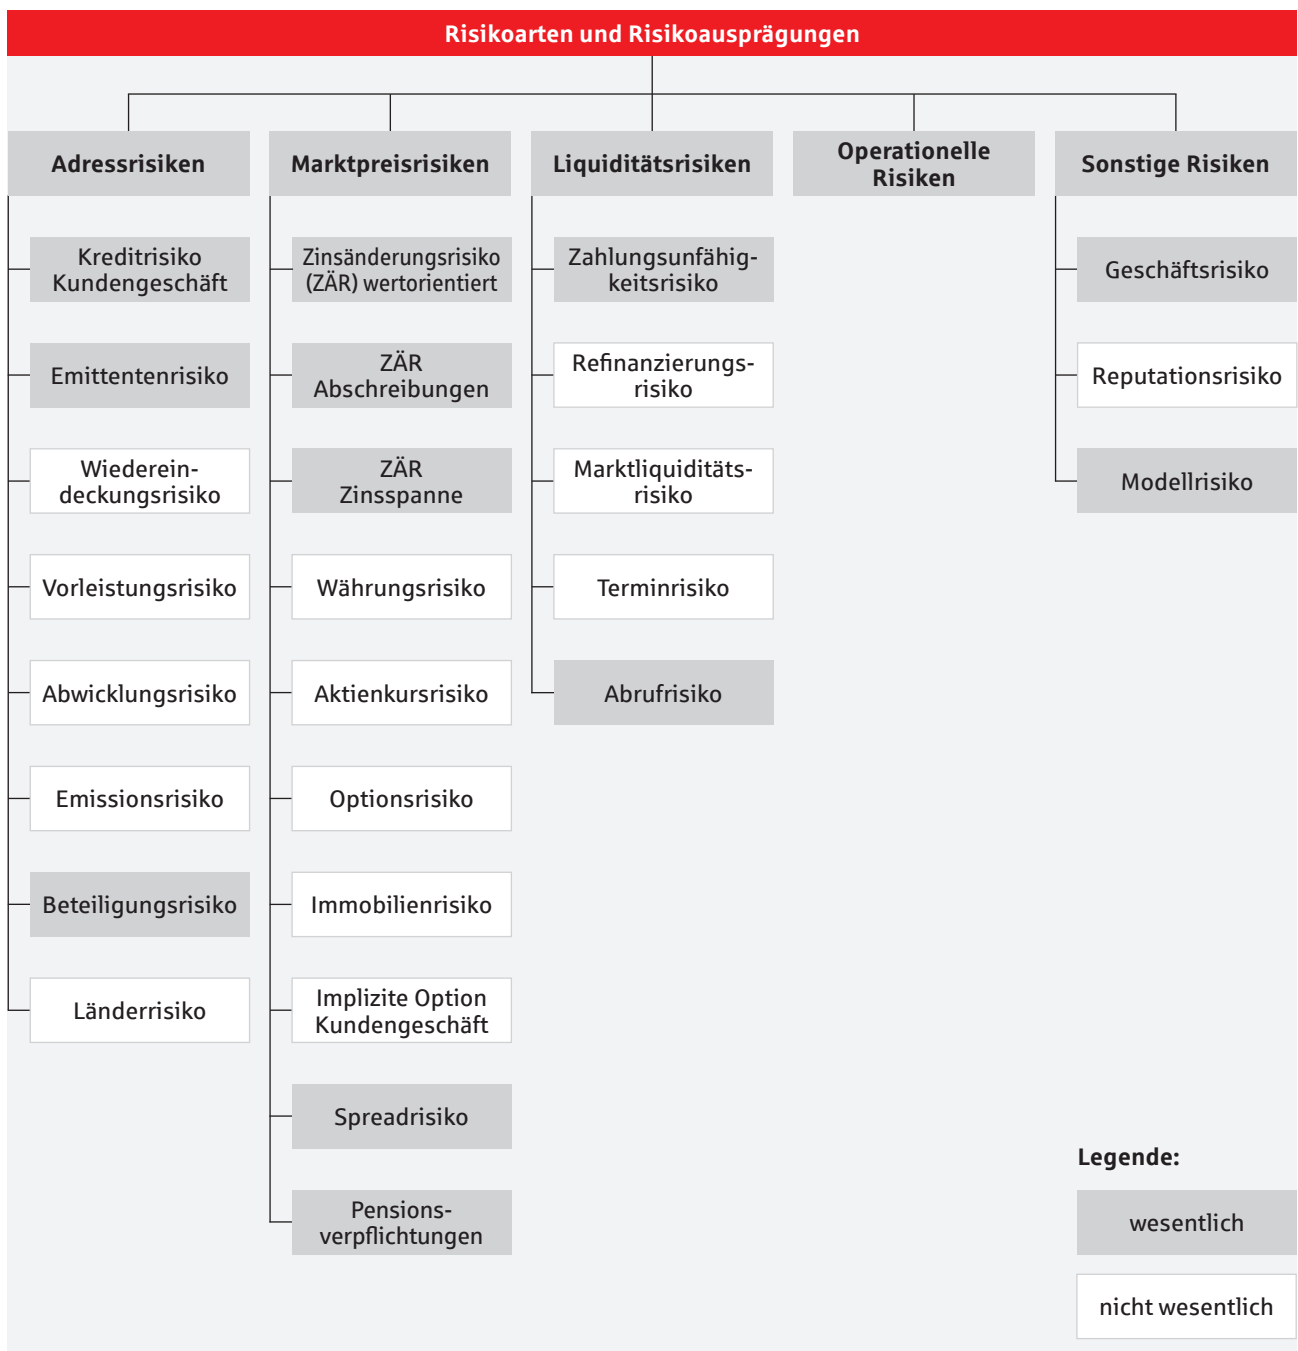 Risikoarten und Risikoausprägungen
Adressrisiken
Kreditrisiko
Kundengeschäft
Emittentenrisiko
Wiederein-
deckungsrisiko
Vorleistungsrisiko
Abwicklungsrisiko
Emissionsrisiko
Beteiligungsrisiko
Länderrisiko
Marktpreisrisiken
Zinsänderungsrisiko
(ZÄR) wertorientiert
ZÄR
Abschreibungen
ZÄR
Zinsspanne
Währungsrisiko
Aktienkursrisiko
Optionsrisiko
Immobilienrisiko
Implizite Option
Kundengeschäft
Spreadrisiko
Pensions-
verpflichtungen
Liquiditätsrisiken
Zahlungsunfähig-
keitsrisiko
Refinanzierungs-
risiko
Marktliquiditäts-
risiko
Terminrisiko
Abrufrisiko
Operationelle
Risiken
Sonstige Risiken
Geschäftsrisiko
Reputationsrisiko
Modellrisiko
Legende:
wesentlich
nicht wesentlich